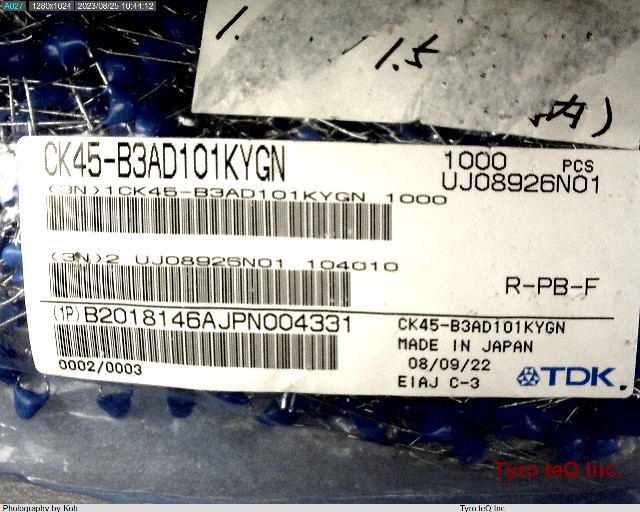 A027 1280x1024 2023/08/25 10:44:12
1.
1.5
内)
CK45-B3AD101KYGN
1000 PCS
UJ08926N01
(3N)1CK45-B3AD101KYGN 1000
(3N)2 UJ08926N01 104010
R-PB-F
(1P)B2018146AJPN004331
0002/0003
CK45-B3AD101KYGN
MADE IN JAPAN
08/09/22
EIAJ C-3
TDK.
Tyro teQ Inc.
Photography by Koh
Tyro teQ Inc